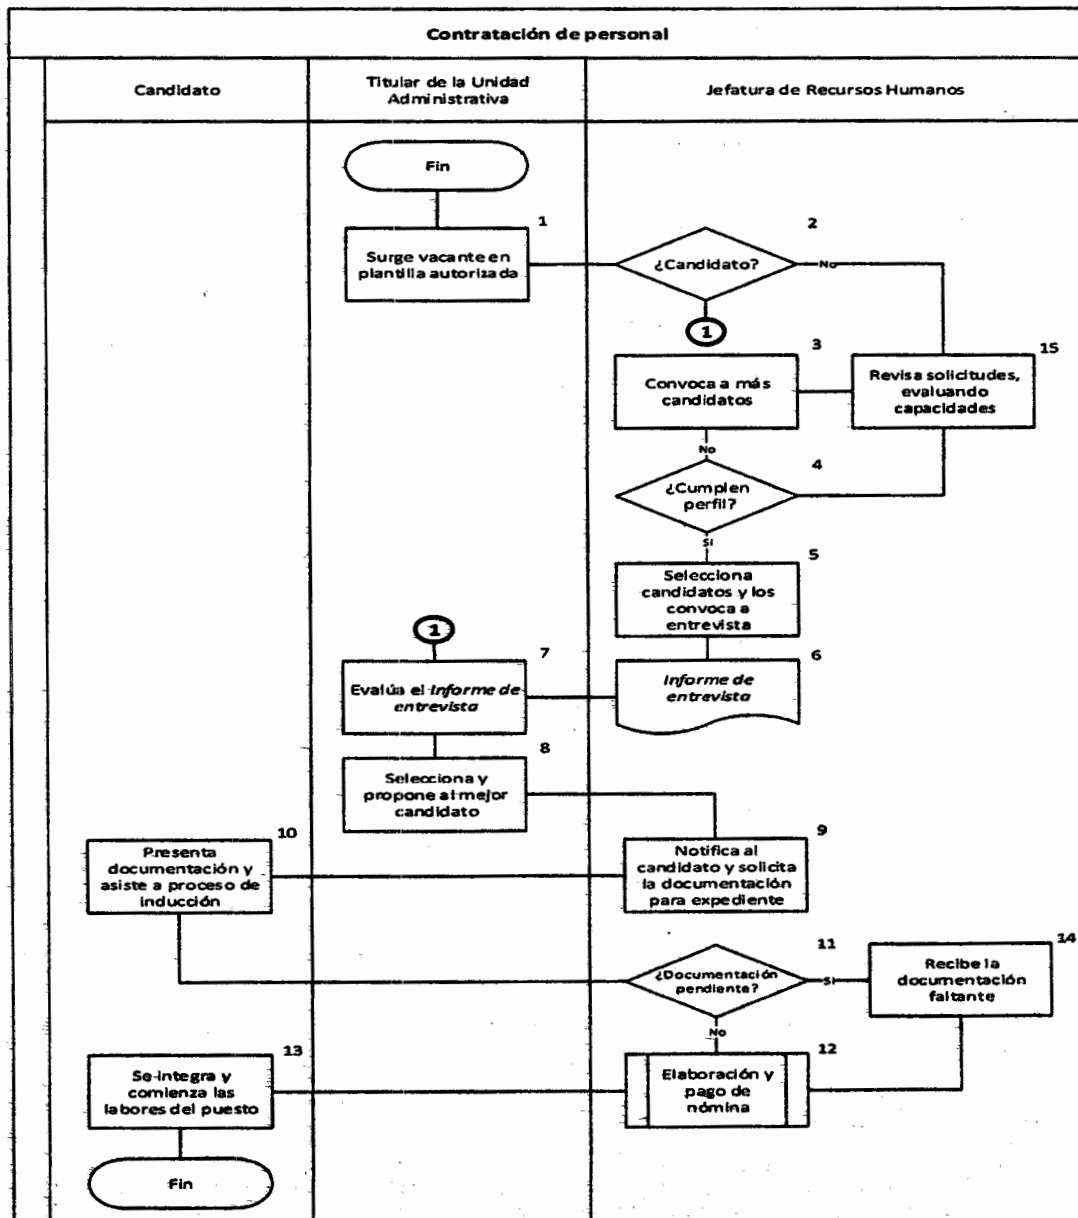 Contratación de personal
Candidato
Titular de la Unidad
Administrativa
Jefatura de Recursos Humanos
Fin
1
Surge vacante en
plantilla autorizada
2
¿Candidato?
No
1
3
Convoca a más
candidatos
15
Revisa solicitudes,
evaluando
capacidades
No
4
¿Cumplen
perfil?
Si
5
Selecciona
candidatos y los
convoca a
entrevista
1
7
Evalúa el Informe de
entrevista
6
Informe de
entrevista
8
Selecciona y
propone al mejor
candidato
9
Notifica al
candidato y solicita
la documentación
para expediente
10
Presenta
documentación y
asiste a proceso de
inducción
11
¿Documentación
pendiente?
Si
14
Recibe la
documentación
faltante
No
12
Elaboración y
pago de
nómina
13
Se integra y
comienza las
labores del puesto
Fin